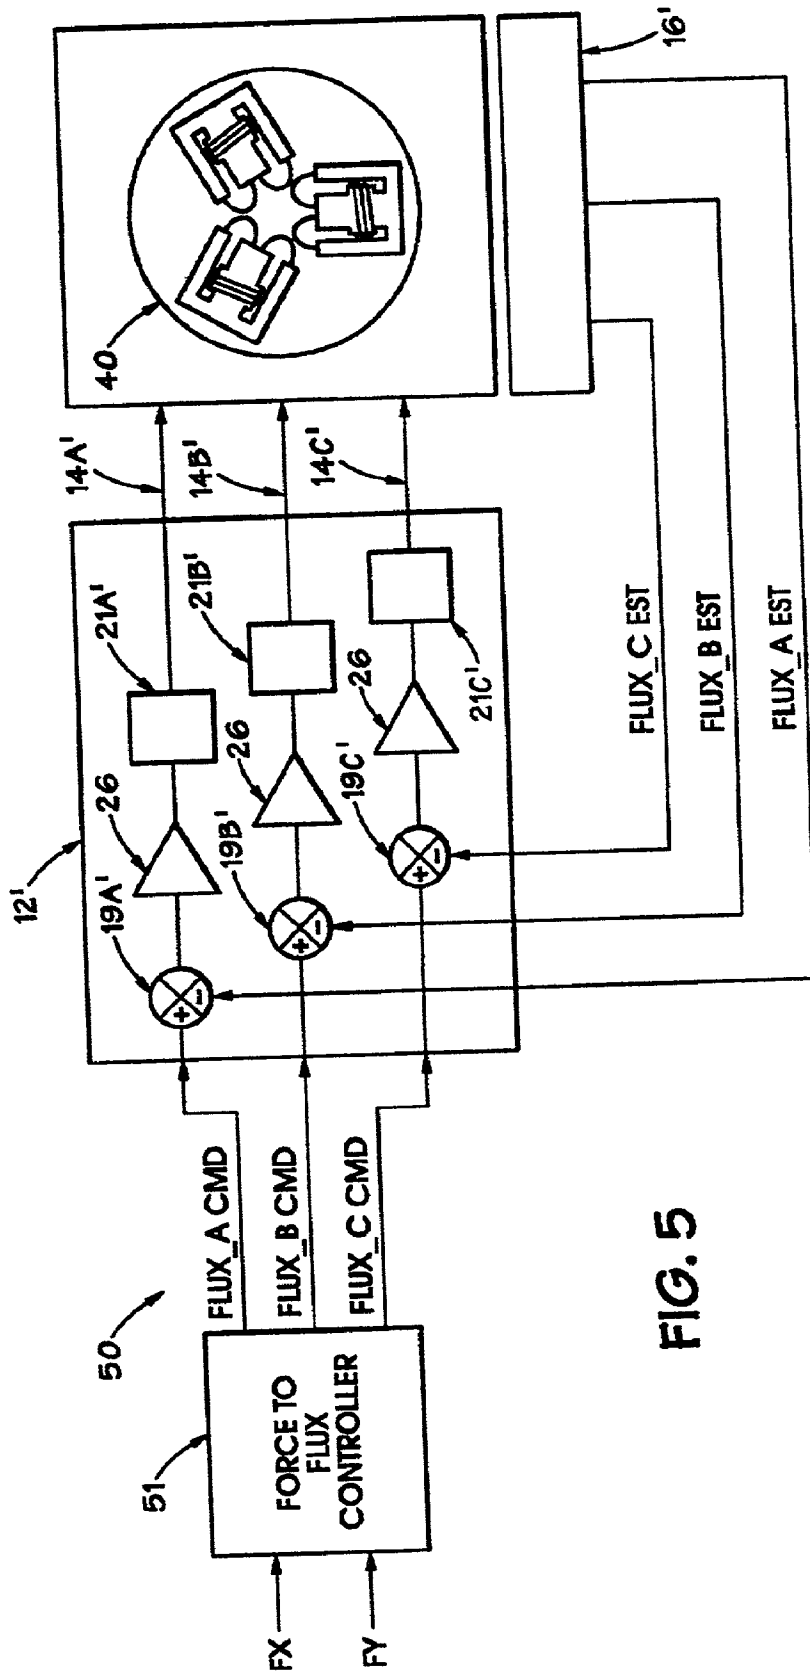 50
51
FX
FY
FORCE TO
FLUX
CONTROLLER
FLUX_A CMD
FLUX_B CMD
FLUX_C CMD
12'
19A'
+
-
26
21A'
19B'
+
-
26
21B'
19C'
+
-
26
21C'
14A'
14B'
14C'
40
16'
FLUX_C EST
FLUX_B EST
FLUX_A EST
FIG. 5